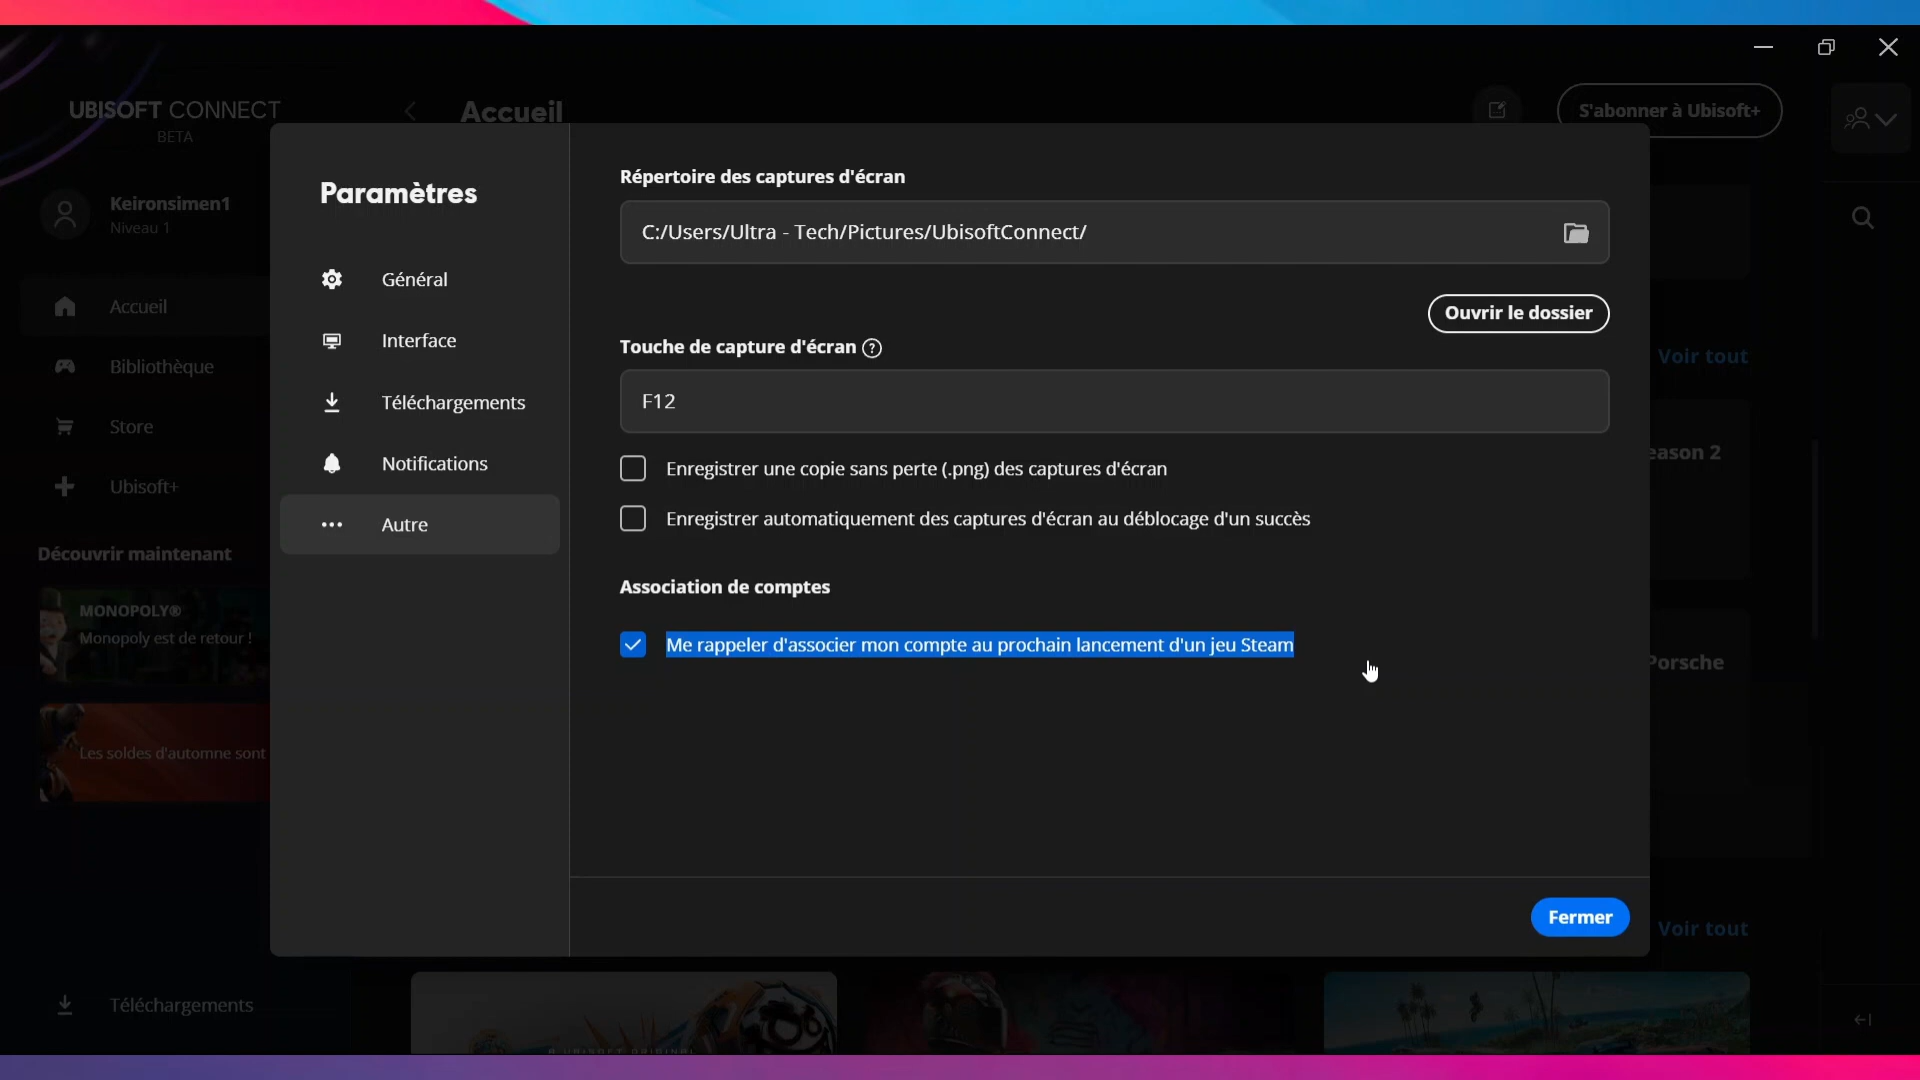 UBISOFT CONNECT
BETA
Accueil
S'abonner à Ubisoft+
Keironsimen1
Niveau 1
Accueil
Bibliothèque
Store
Ubisoft+
Découvrir maintenant
MONOPOLY®
Monopoly est de retour !
Les soldes d'automne sont
Téléchargements
Paramètres
Général
Interface
Téléchargements
Notifications
Autre
Répertoire des captures d'écran
C:/Users/Ultra - Tech/Pictures/UbisoftConnect/
Ouvrir le dossier
Touche de capture d'écran ?
F12
Enregistrer une copie sans perte (.png) des captures d'écran
Enregistrer automatiquement des captures d'écran au déblocage d'un succès
Association de comptes
Me rappeler d'associer mon compte au prochain lancement d'un jeu Steam
Fermer
Voir tout
eason 2
Porsche
Voir tout
A UBISOFT ORIGINAL